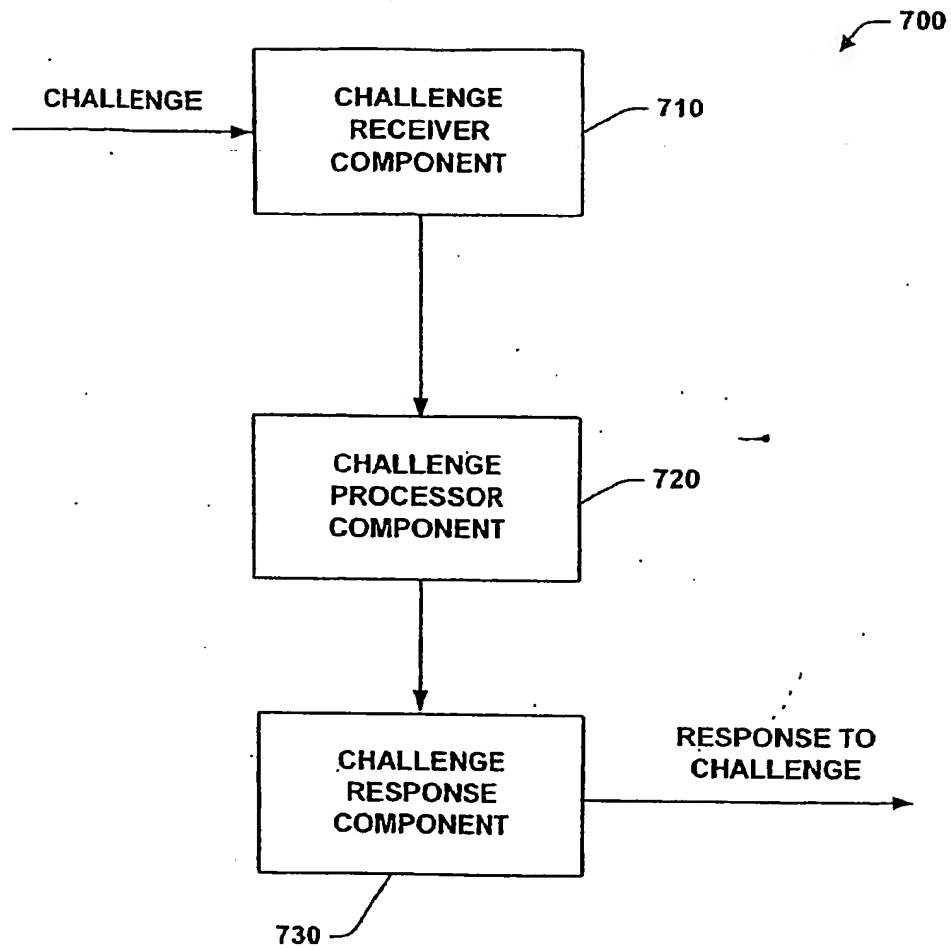 700
CHALLENGE
CHALLENGE
RECEIVER
COMPONENT
710
CHALLENGE
PROCESSOR
COMPONENT
720
CHALLENGE
RESPONSE
COMPONENT
RESPONSE TO
CHALLENGE
730